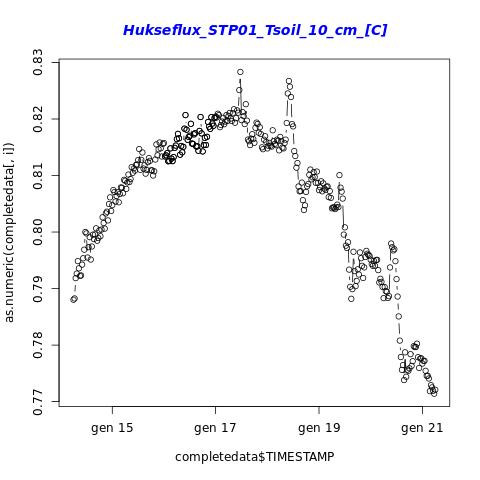 Hukseflux_STP01_Tsoil_10_cm_[C]
as.numeric(completedata[, i])
0.83
0.82
0.81
0.80
0.79
0.78
0.77
gen 15 gen 17 gen 19 gen 21
completedata$TIMESTAMP